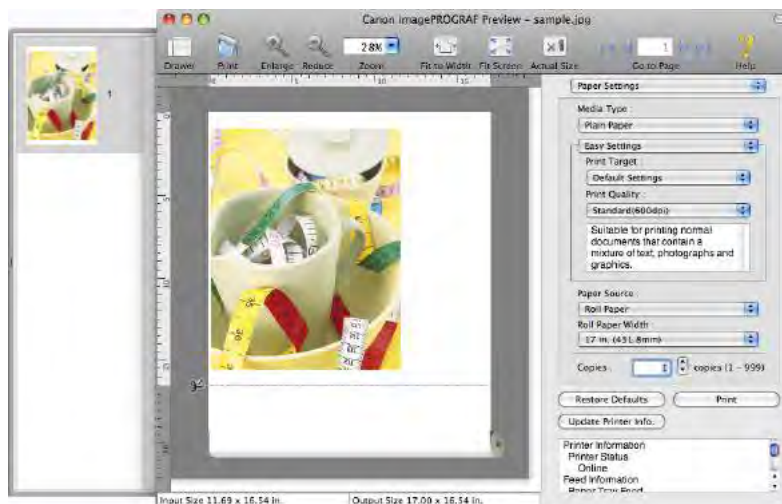 Canon imagePROGRAF Preview – sample.jpg
Drawer Print Enlarge Reduce Zoom Fit to Width Fit Screen Actual Size Go to Page Help
28%
1
1
Paper Settings
Media Type :
Plain Paper
Easy Settings
Print Target :
Default Settings
Print Quality :
Standard(600dpi)
Suitable for printing normal
documents that contain a
mixture of text, photographs and
graphics.
Paper Source :
Roll Paper
Roll Paper Width :
17 in. (431.8mm)
Copies : 1 copies (1 – 999)
Restore Defaults Print
Update Printer Info.
Printer Information
Printer Status
Online
Feed Information
Paper Tray Feed
Input Size 11.69 x 16.54 in. Output Size 17.00 x 16.54 in.